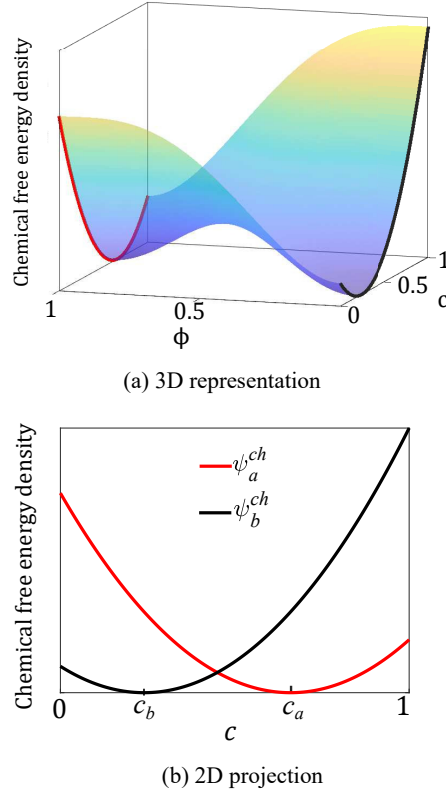 Chemical free energy density
1
0.5
0
ϕ
0
0.5
1
c
(a) 3D representation
Chemical free energy density
ψ_a^{ch}
ψ_b^{ch}
0
c_b
c_a
1
c
(b) 2D projection